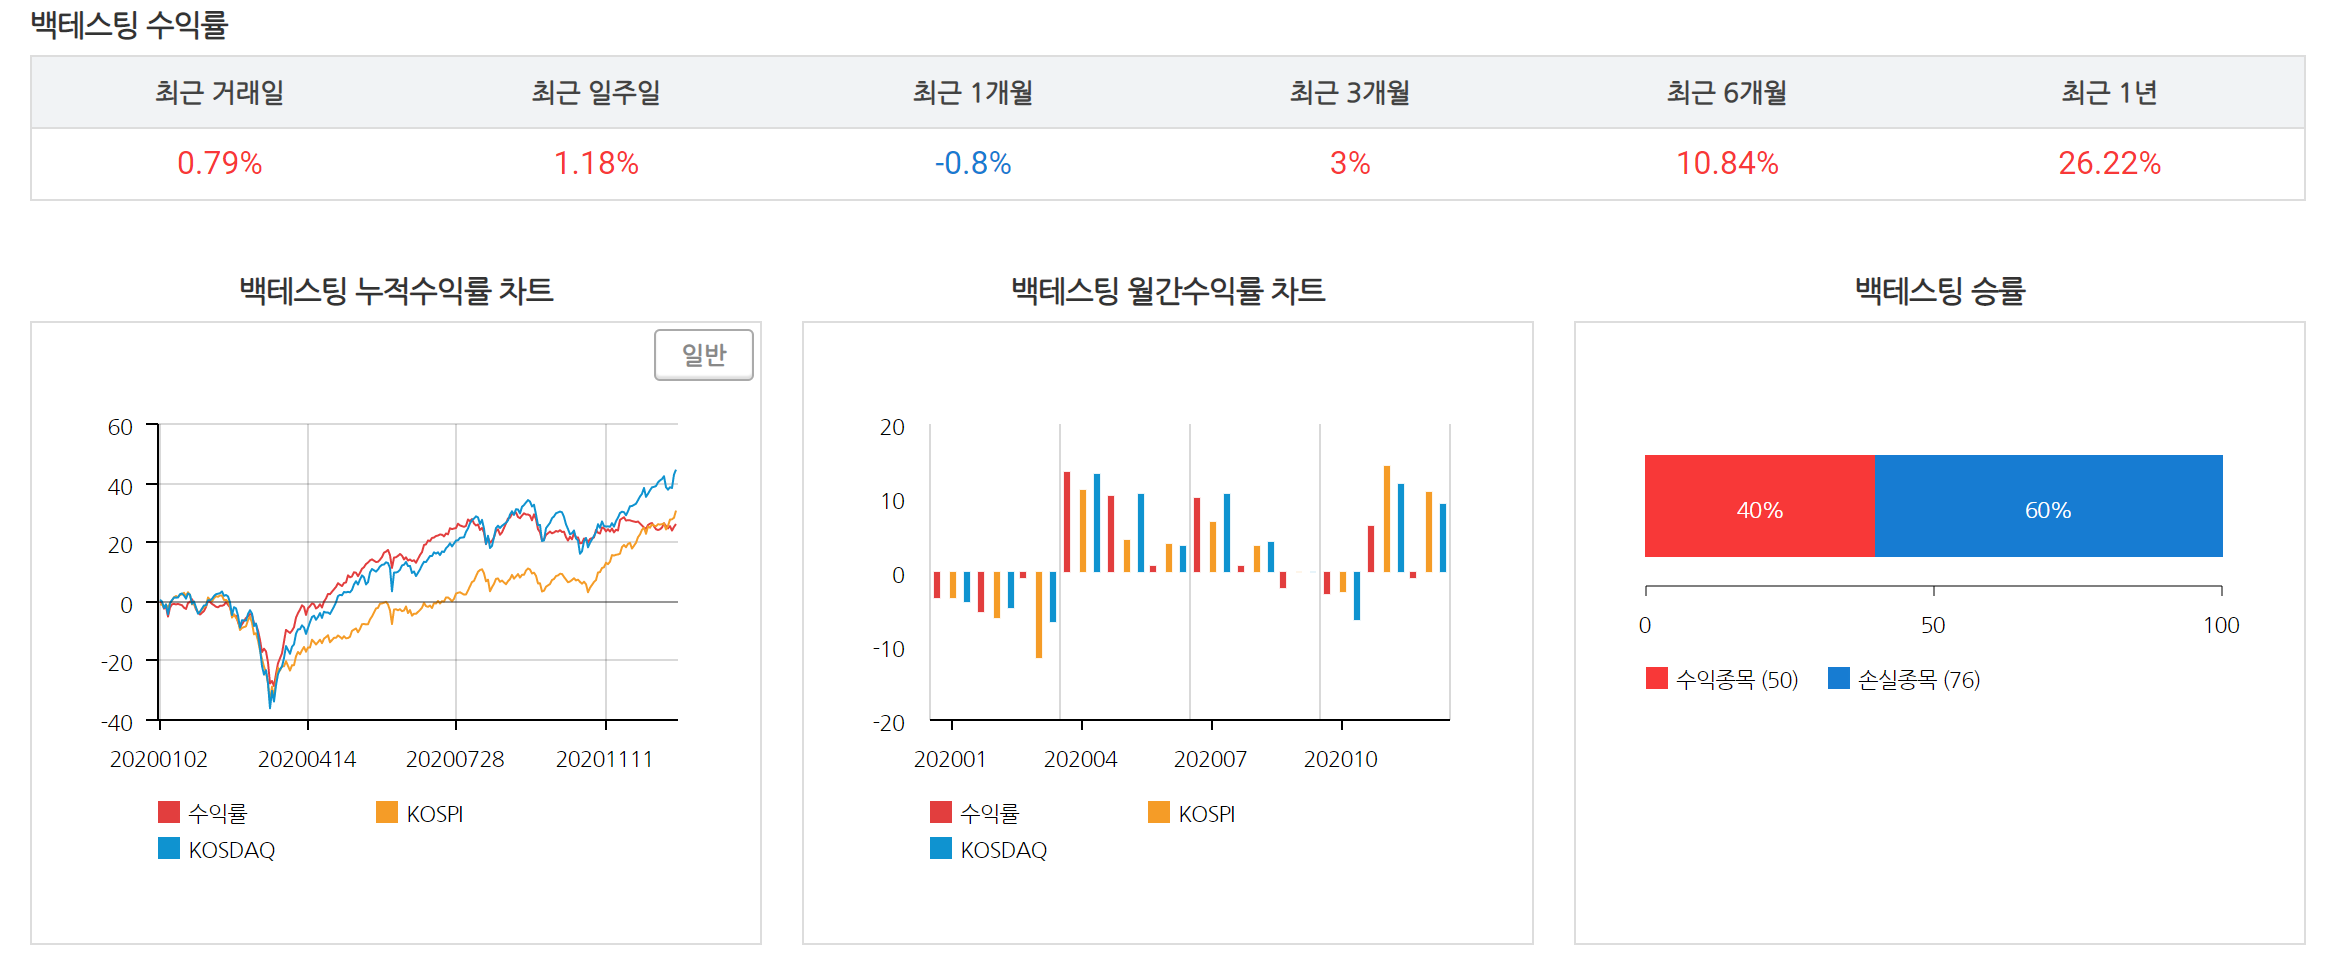 백테스팅 수익률
최근 거래일 최근 일주일 최근 1개월 최근 3개월 최근 6개월 최근 1년
0.79% 1.18% -0.8% 3% 10.84% 26.22%
백테스팅 누적수익률 차트
일반
60
40
20
0
-20
-40
20200102 20200414 20200728 20201111
수익률 KOSPI
KOSDAQ
백테스팅 월간수익률 차트
20
10
0
-10
-20
202001 202004 202007 202010
수익률 KOSPI
KOSDAQ
백테스팅 승률
40% 60%
0 50 100
수익종목 (50) 손실종목 (76)